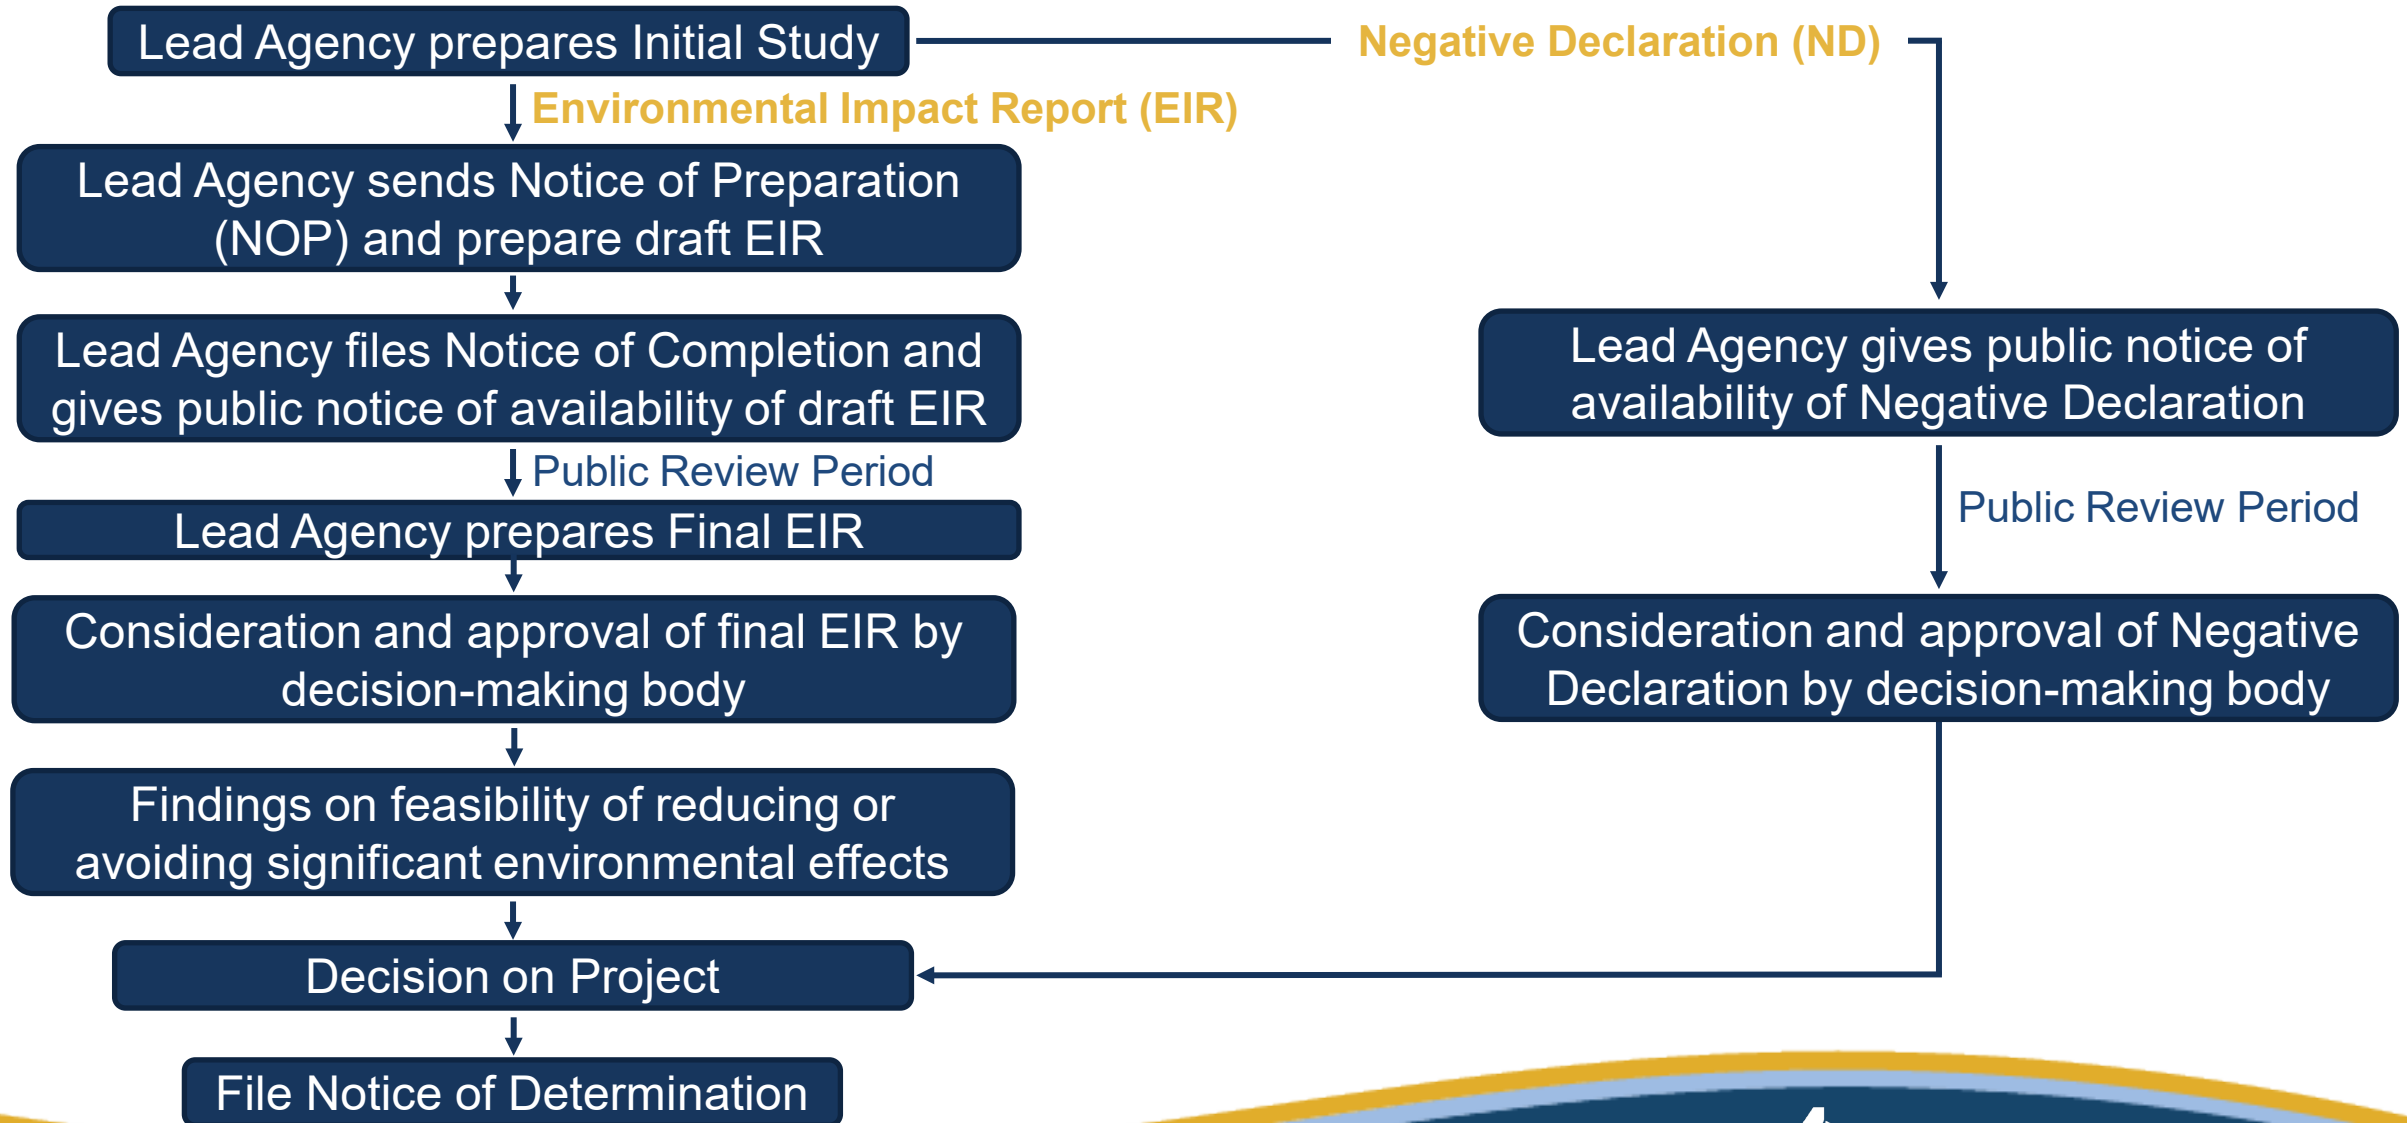 Lead Agency prepares Initial Study
Negative Declaration (ND)
Environmental Impact Report (EIR)
Lead Agency sends Notice of Preparation
(NOP) and prepare draft EIR
Lead Agency files Notice of Completion and
gives public notice of availability of draft EIR
Public Review Period
Lead Agency prepares Final EIR
Consideration and approval of final EIR by
decision-making body
Findings on feasibility of reducing or
avoiding significant environmental effects
Decision on Project
File Notice of Determination
Lead Agency gives public notice of
availability of Negative Declaration
Public Review Period
Consideration and approval of Negative
Declaration by decision-making body